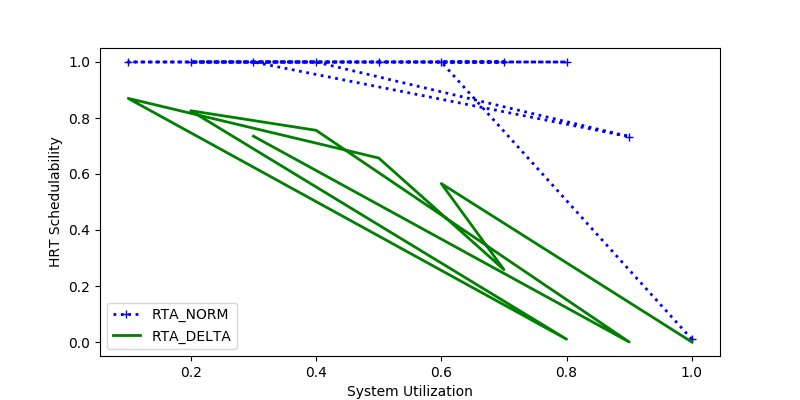 1.0
0.8
0.6
0.4
0.2
0.0
HRT Schedulability
RTA_NORM
RTA_DELTA
0.2 0.4 0.6 0.8 1.0
System Utilization